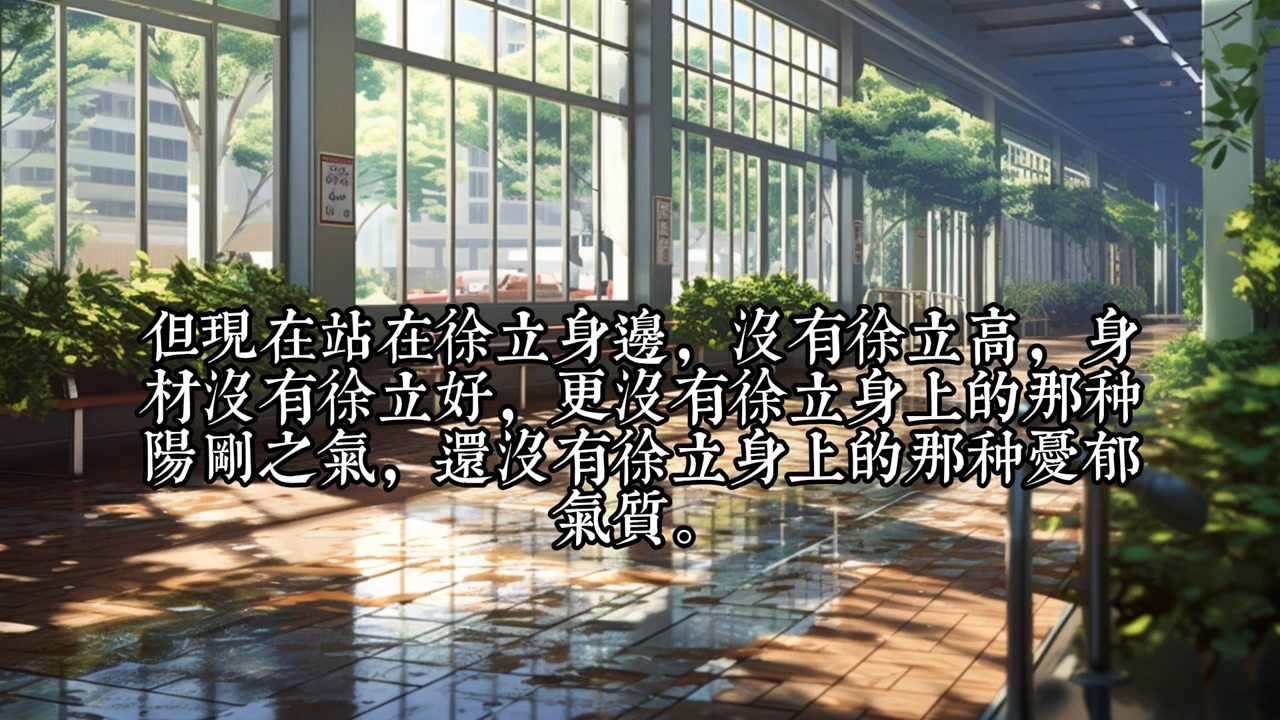 但現在站在徐立身邊，沒有徐立高，身
材沒有徐立好，更沒有徐立身上的那种
陽剛之氣，還沒有徐立身上的那种憂郁
氣質。